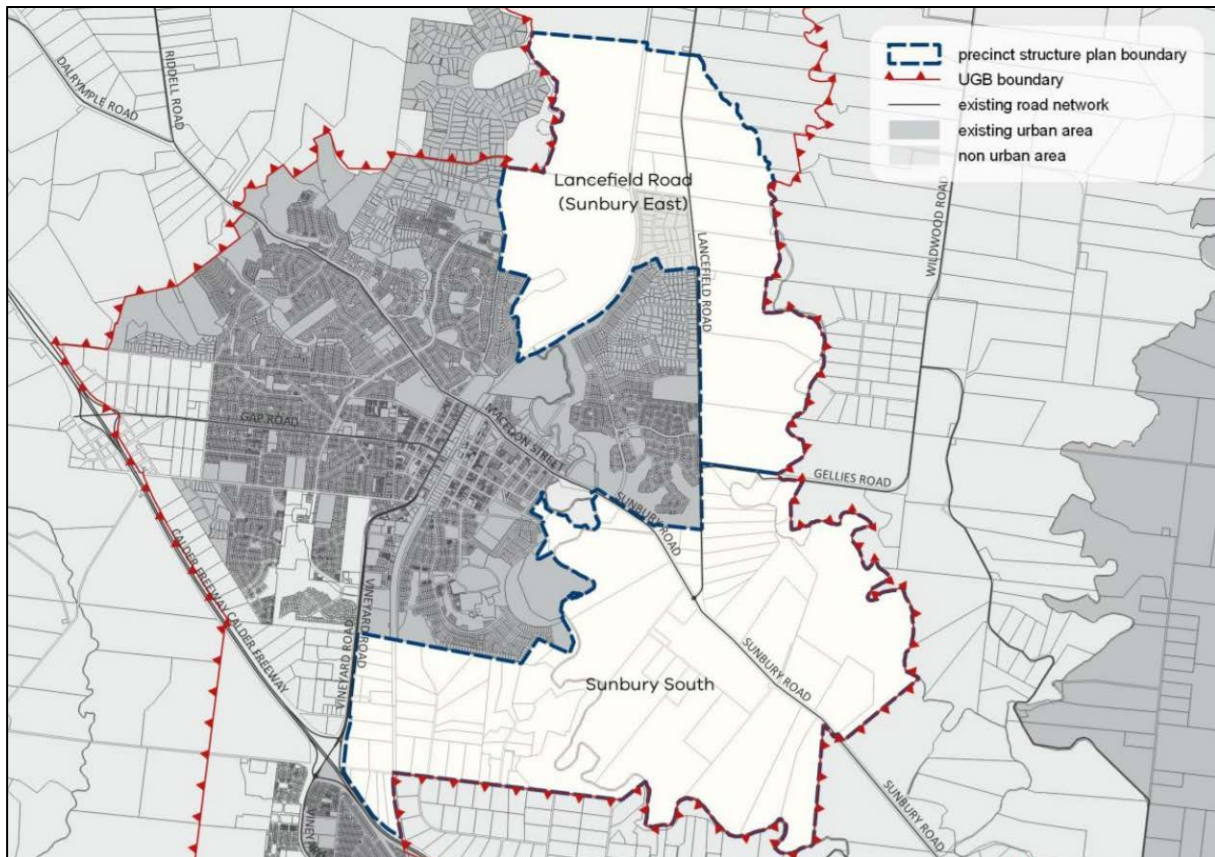 precinct structure plan boundary
UGB boundary
existing road network
existing urban area
non urban area
RIDDELL ROAD
DALRYMPLE ROAD
Lancefield Road
(Sunbury East)
LANCEFIELD ROAD
WILDWOOD ROAD
GAP ROAD
MACEDON STREET
GELLIES ROAD
SUNBURY ROAD
CALDER FREEWAY
CALDER FREEWAY
VINEYARD ROAD
VINEYARD ROAD
Sunbury South
SUNBURY ROAD
SUNBURY ROAD
VINEY